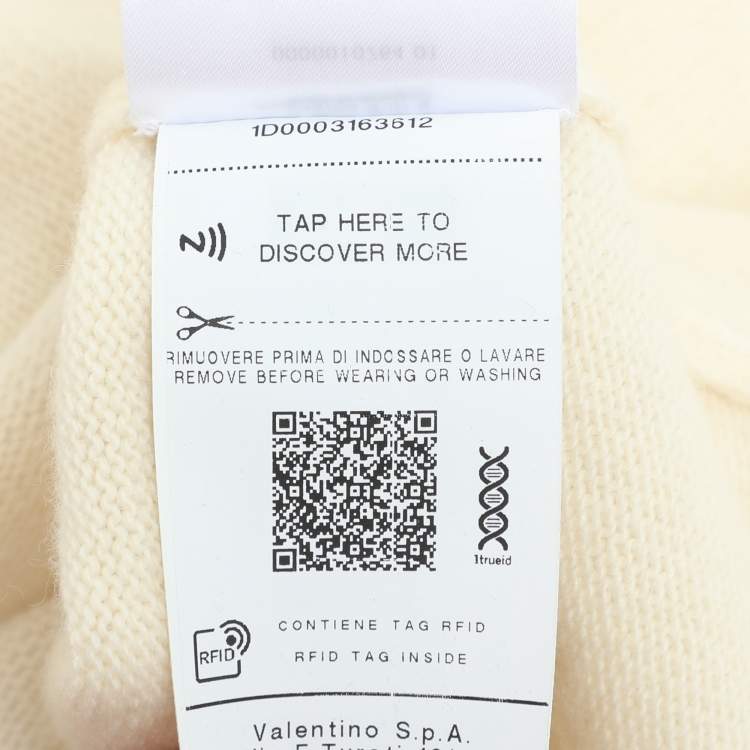 1D0003163612
TAP HERE TO
DISCOVER MORE
RIMUOVERE PRIMA DI INDOSSARE O LAVARE
REMOVE BEFORE WEARING OR WASHING
1trueid
CONTIENE TAG RFID
RFID
RFID TAG INSIDE
Valentino S.p.A.